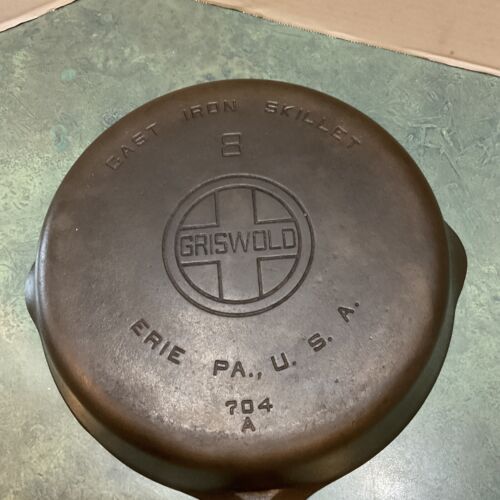 CAST IRON SKILLET
8
GRISWOLD
ERIE PA., U. S. A.
704
A